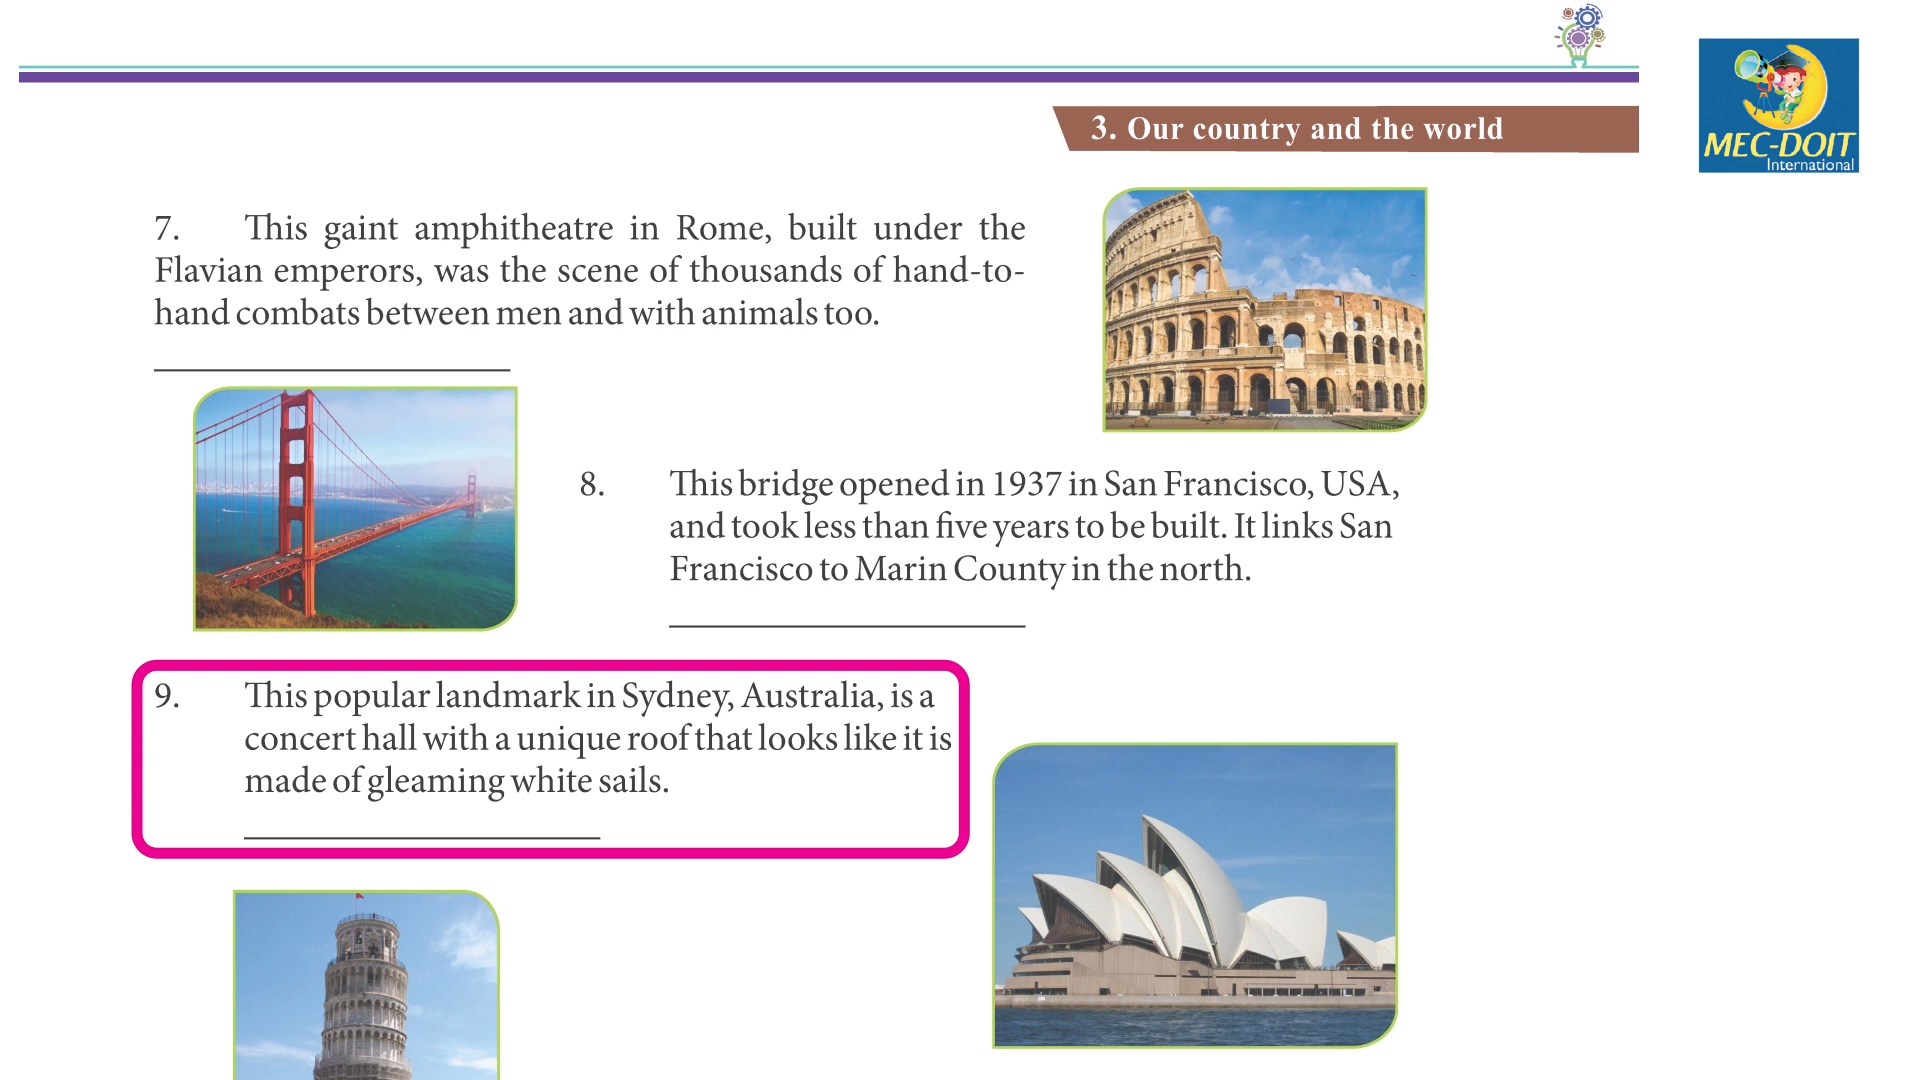 MEC-DOIT
International
3. Our country and the world
7. This gaint amphitheatre in Rome, built under the
Flavian emperors, was the scene of thousands of hand-to-
hand combats between men and with animals too.
8. This bridge opened in 1937 in San Francisco, USA,
and took less than five years to be built. It links San
Francisco to Marin County in the north.
9. This popular landmark in Sydney, Australia, is a
concert hall with a unique roof that looks like it is
made of gleaming white sails.